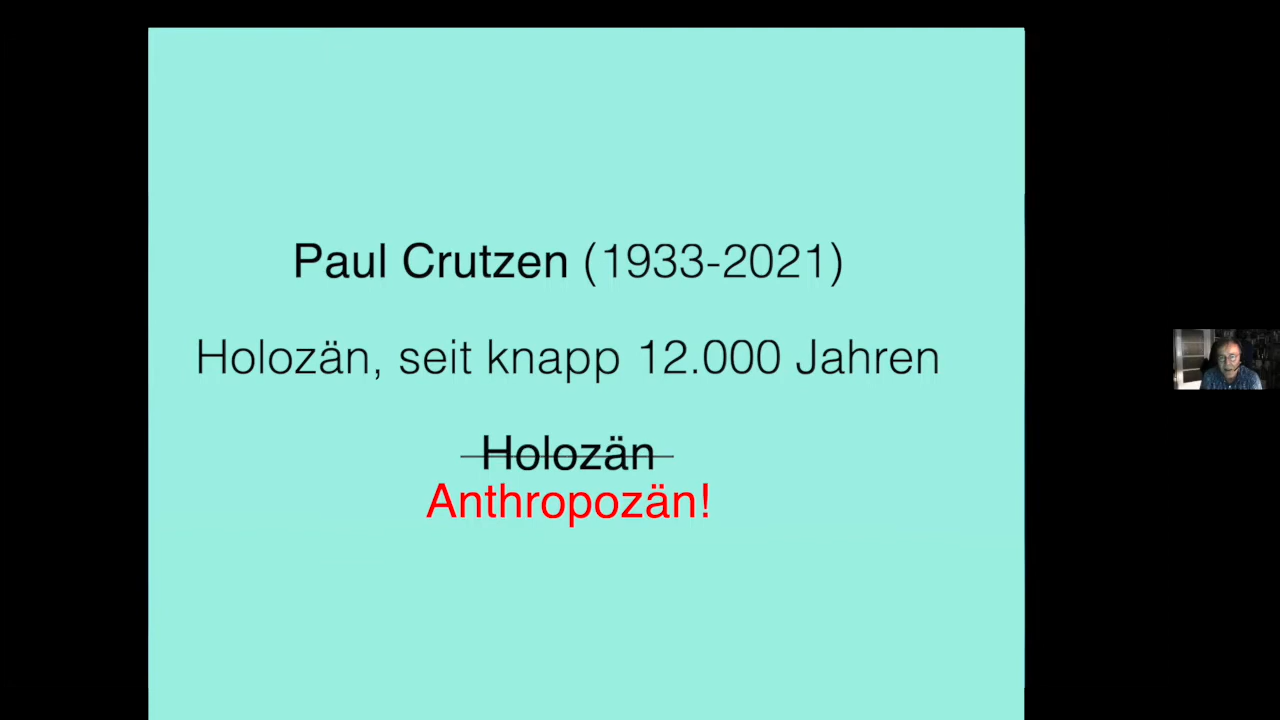 Paul Crutzen (1933-2021)
Holozän, seit knapp 12.000 Jahren
Holozän
Anthropozän!